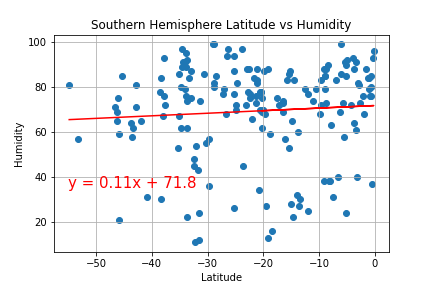 Southern Hemisphere Latitude vs Humidity
100
80
60
40
20
Humidity
y = 0.11x + 71.8
−50
−40
−30
−20
−10
0
Latitude